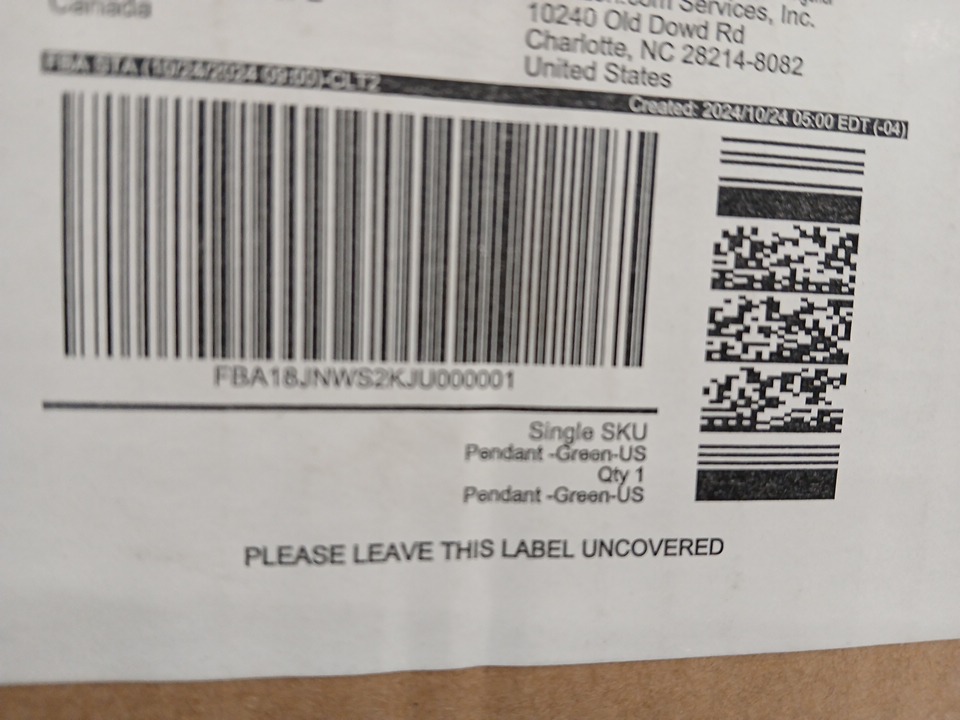 Canada
Services, Inc.
10240 Old Dowd Rd
Charlotte, NC 28214-8082
United States
FBA STA (10/24/2024 09:00)-CLT2
Created: 2024/10/24 05:00 EDT (-04)
FBA18JNWS2KJU000001
Single SKU
Pendant -Green-US
Qty 1
Pendant -Green-US
PLEASE LEAVE THIS LABEL UNCOVERED